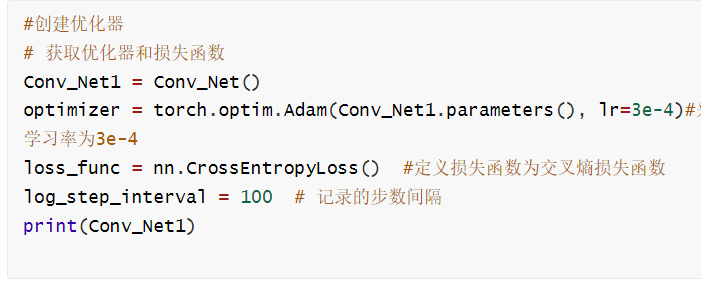 #创建优化器
# 获取优化器和损失函数
Conv_Net1 = Conv_Net()
optimizer = torch.optim.Adam(Conv_Net1.parameters(), lr=3e-4)#
学习率为3e-4
loss_func = nn.CrossEntropyLoss()  #定义损失函数为交叉熵损失函数
log_step_interval = 100  # 记录的步数间隔
print(Conv_Net1)